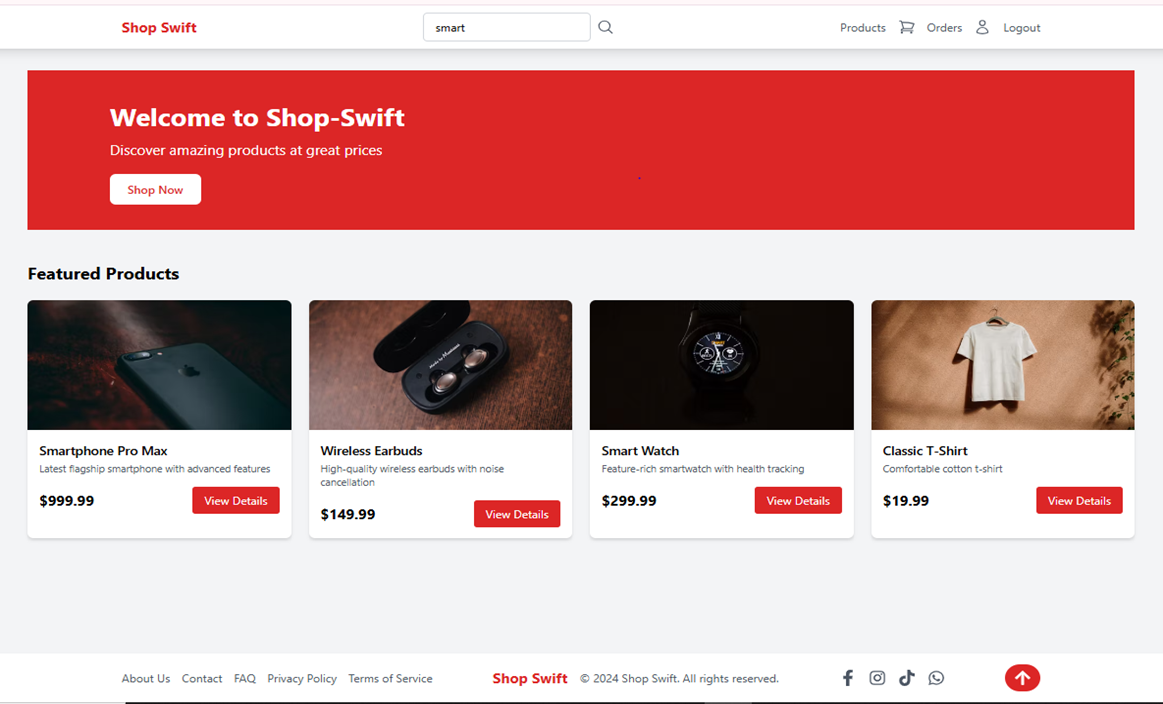 Shop Swift
smart
Products
Orders
Logout
Welcome to Shop-Swift
Discover amazing products at great prices
Shop Now
Featured Products
Smartphone Pro Max
Latest flagship smartphone with advanced features
$999.99
View Details
Wireless Earbuds
High-quality wireless earbuds with noise
cancellation
$149.99
View Details
Smart Watch
Feature-rich smartwatch with health tracking
$299.99
View Details
Classic T-Shirt
Comfortable cotton t-shirt
$19.99
View Details
About Us
Contact
FAQ
Privacy Policy
Terms of Service
Shop Swift
© 2024 Shop Swift. All rights reserved.